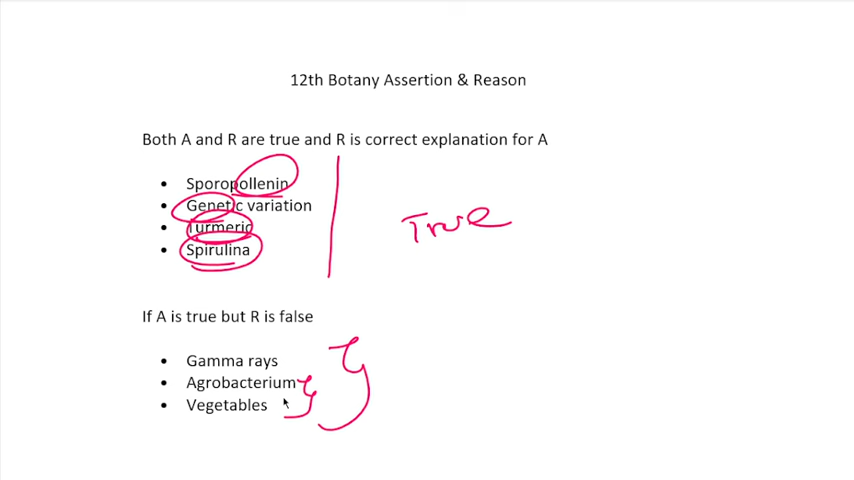 12th Botany Assertion & Reason
Both A and R are true and R is correct explanation for A
• Sporopollenin
• Genetic variation
• Turmeric
• Spirulina
True
If A is true but R is false
• Gamma rays
• Agrobacterium
• Vegetables